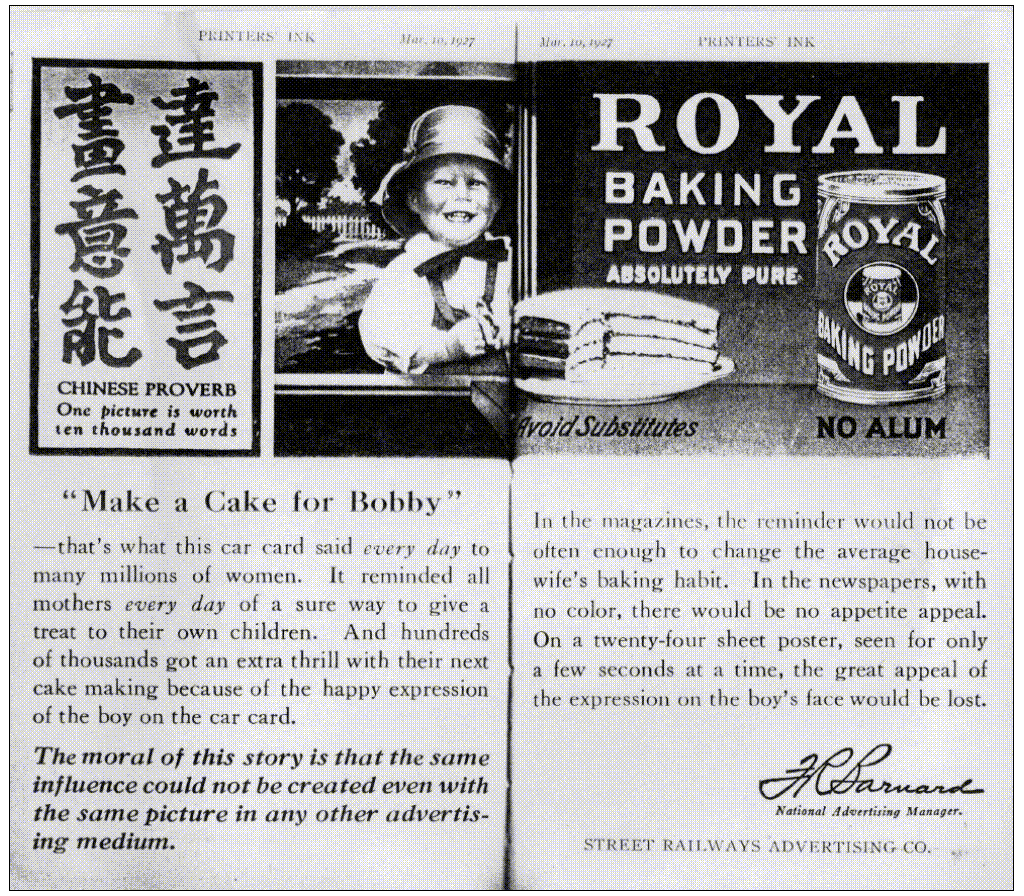 PRINTERS' INK
Mar. 10, 1927
Mar. 10, 1927
PRINTERS' INK
畫意能
達萬言
CHINESE PROVERB
One picture is worth
ten thousand words
ROYAL
BAKING
POWDER
ABSOLUTELY PURE
ROYAL
ROYAL
BAKING POWDER
Avoid Substitutes
NO ALUM
“Make a Cake for Bobby”
—that's what this car card said every day to
many millions of women. It reminded all
mothers every day of a sure way to give a
treat to their own children. And hundreds
of thousands got an extra thrill with their next
cake making because of the happy expression
of the boy on the car card.
The moral of this story is that the same
influence could not be created even with
the same picture in any other advertis-
ing medium.
In the magazines, the reminder would not be
often enough to change the average house-
wife's baking habit. In the newspapers, with
no color, there would be no appetite appeal.
On a twenty-four sheet poster, seen for only
a few seconds at a time, the great appeal of
the expression on the boy's face would be lost.
FR Barnard
National Advertising Manager.
STREET RAILWAYS ADVERTISING CO.